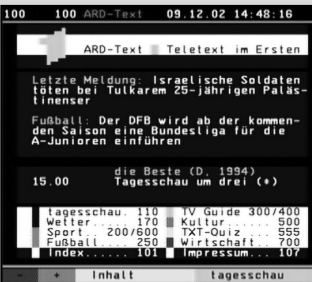 100 100 ARD-Text 09.12.02 14:48:16
ARD-Text Teletext im Ersten
Letzte Meldung: Israelische Soldaten
töten bei Tulkarem 25-jährigen Paläs-
tinenser
Fußball: Der DFB wird ab der kommen-
den Saison eine Bundesliga für die
A-Junioren einführen
die Beste (D, 1994)
15.00 Tagesschau um drei (*)
tagesschau. 110 TV Guide 300/400
Wetter..... 170 Kultur..... 500
Sport.. 200/600 TXT-Quiz .. 555
Fußball.... 250 Wirtschaft.. 700
Index...... 101 Impressum... 107
- + Inhalt tagesschau